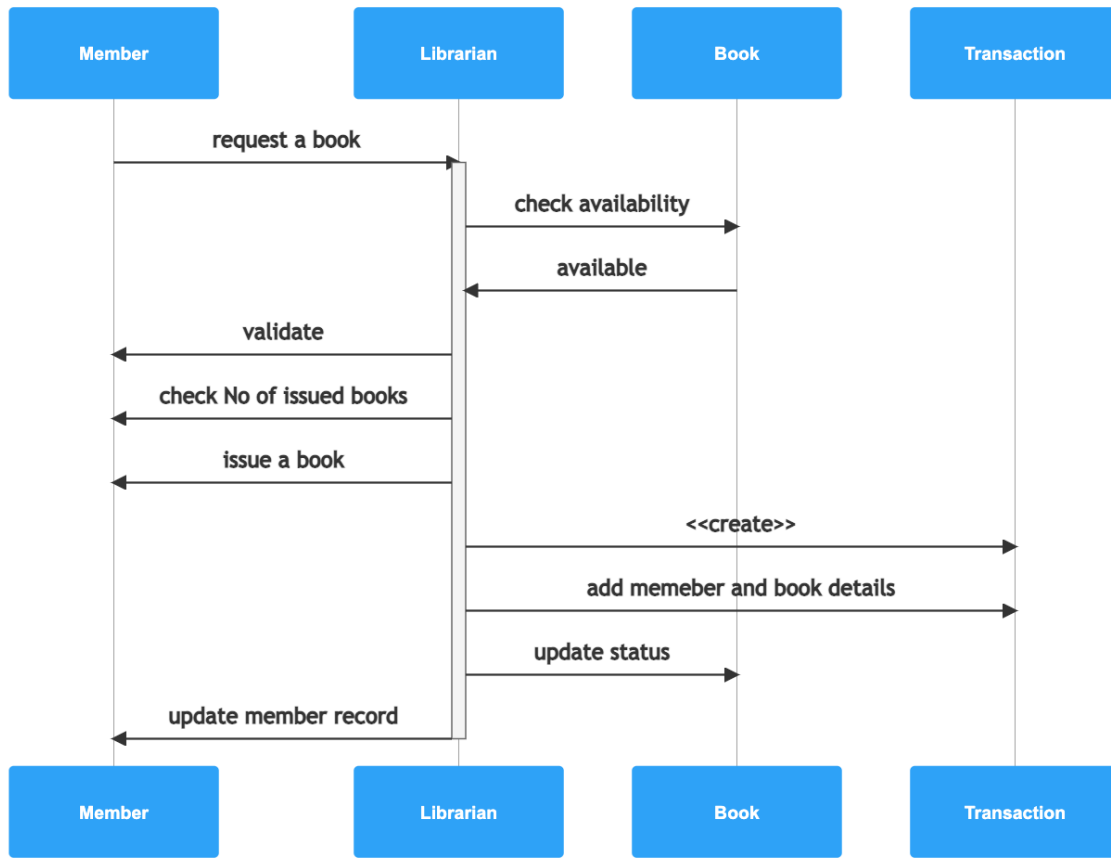 Member
Librarian
Book
Transaction
request a book
check availability
available
validate
check No of issued books
issue a book
<<create>>
add memeber and book details
update status
update member record
Member
Librarian
Book
Transaction